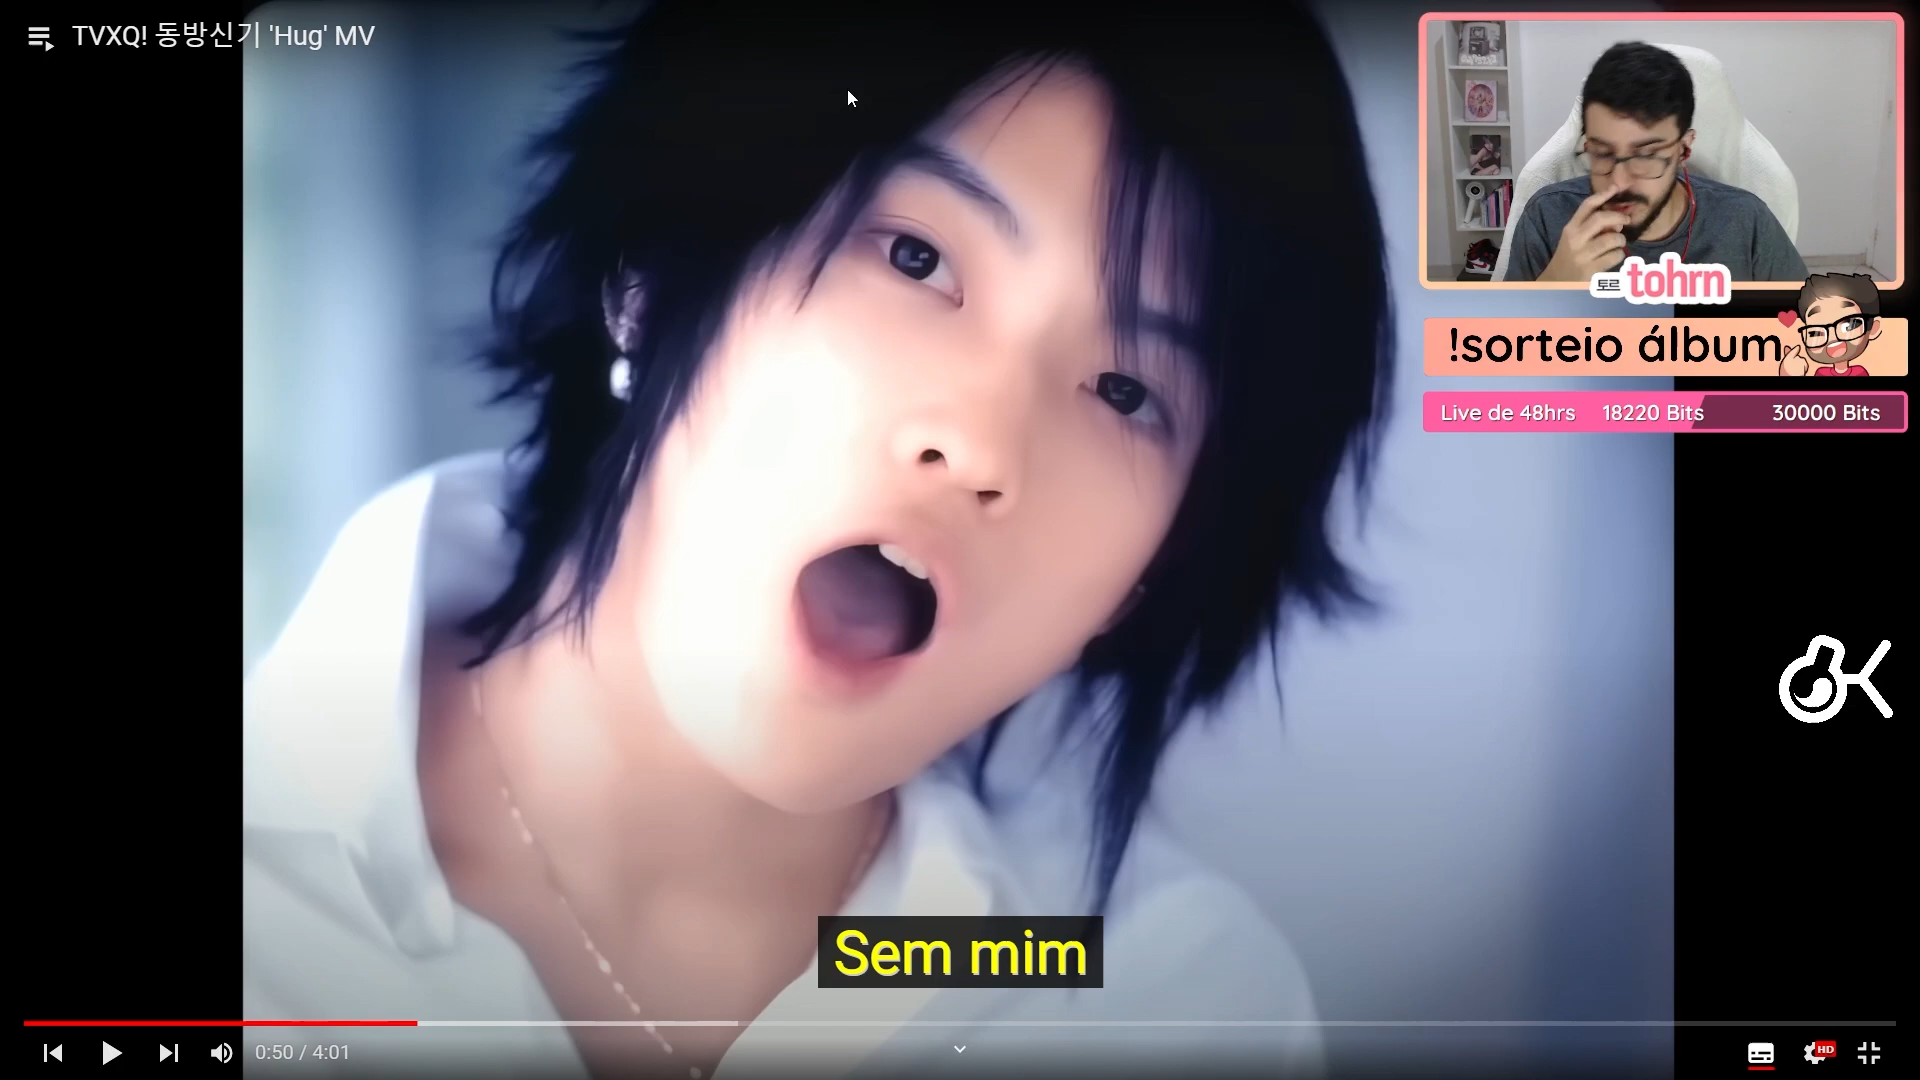 TVXQ! 동방신기 'Hug' MV
토르 tohrn
!sorteio álbum
Live de 48hrs 18220 Bits 30000 Bits
OK
Sem mim
0:50 / 4:01
HD